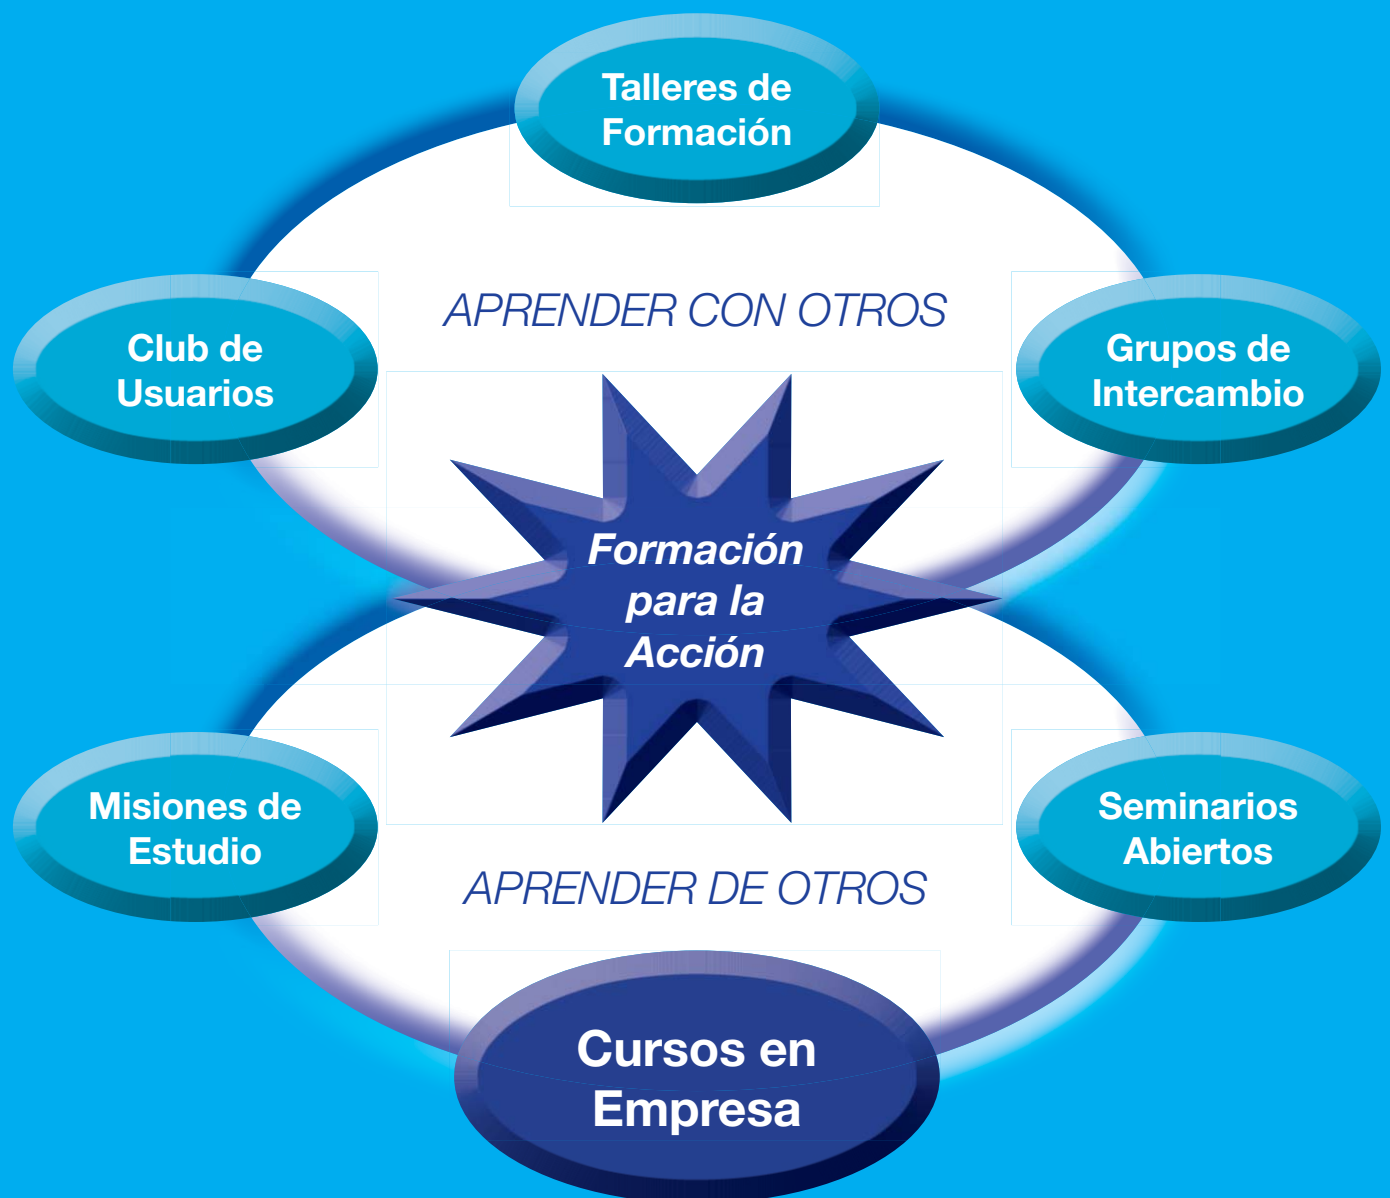 Talleres de
Formación
APRENDER CON OTROS
Club de
Usuarios
Grupos de
Intercambio
Formación
para la
Acción
Misiones de
Estudio
Seminarios
Abiertos
APRENDER DE OTROS
Cursos en
Empresa